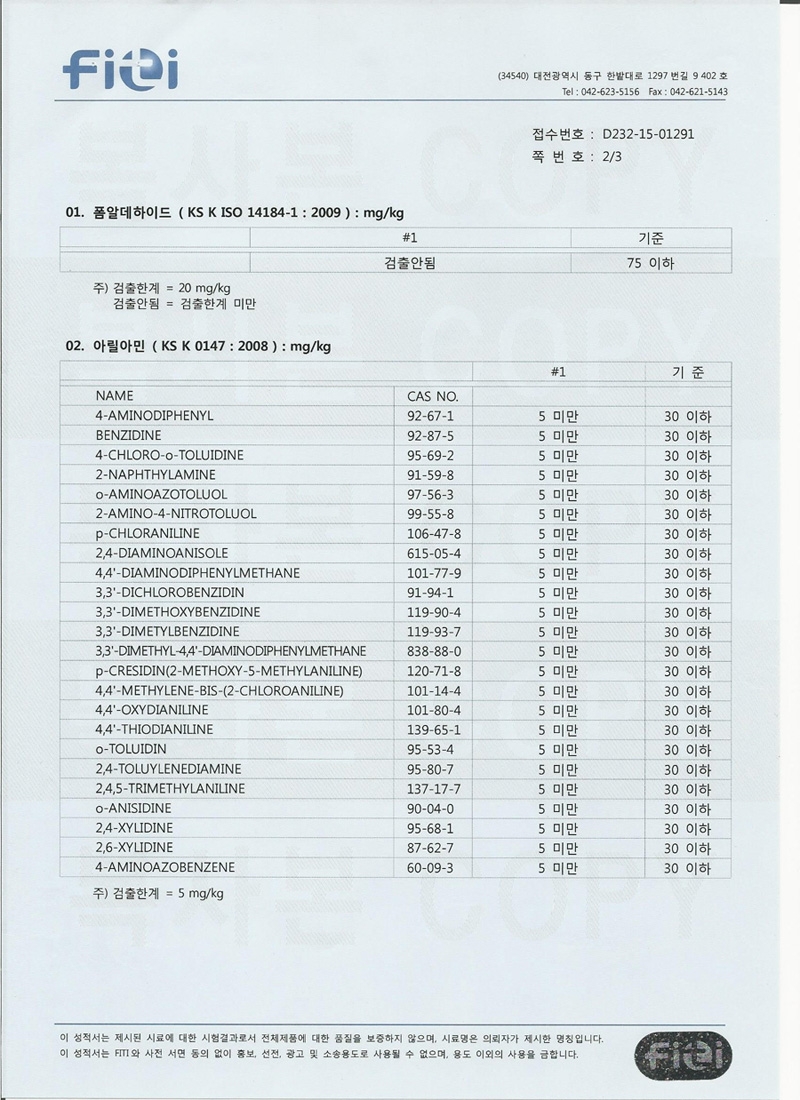 FiTi
(34540) 대전광역시 동구 한밭대로 1297 번길 9 402 호
Tel : 042-623-5156 Fax : 042-621-5143
접수번호 : D232-15-01291
쪽 번 호 : 2/3
01. 폼알데하이드 ( KS K ISO 14184-1 : 2009 ) : mg/kg
#1 기준
검출안됨 75 이하
주) 검출한계 = 20 mg/kg
검출안됨 = 검출한계 미만
02. 아릴아민 ( KS K 0147 : 2008 ) : mg/kg
#1 기 준
NAME CAS NO.
4-AMINODIPHENYL 92-67-1 5 미만 30 이하
BENZIDINE 92-87-5 5 미만 30 이하
4-CHLORO-o-TOLUIDINE 95-69-2 5 미만 30 이하
2-NAPHTHYLAMINE 91-59-8 5 미만 30 이하
o-AMINOAZOTOLUOL 97-56-3 5 미만 30 이하
2-AMINO-4-NITROTOLUOL 99-55-8 5 미만 30 이하
p-CHLORANILINE 106-47-8 5 미만 30 이하
2,4-DIAMINOANISOLE 615-05-4 5 미만 30 이하
4,4'-DIAMINODIPHENYLMETHANE 101-77-9 5 미만 30 이하
3,3'-DICHLOROBENZIDIN 91-94-1 5 미만 30 이하
3,3'-DIMETHOXYBENZIDINE 119-90-4 5 미만 30 이하
3,3'-DIMETYLBENZIDINE 119-93-7 5 미만 30 이하
3,3'-DIMETHYL-4,4'-DIAMINODIPHENYLMETHANE 838-88-0 5 미만 30 이하
p-CRESIDIN(2-METHOXY-5-METHYLANILINE) 120-71-8 5 미만 30 이하
4,4'-METHYLENE-BIS-(2-CHLOROANILINE) 101-14-4 5 미만 30 이하
4,4'-OXYDIANILINE 101-80-4 5 미만 30 이하
4,4'-THIODIANILINE 139-65-1 5 미만 30 이하
o-TOLUIDIN 95-53-4 5 미만 30 이하
2,4-TOLUYLENEDIAMINE 95-80-7 5 미만 30 이하
2,4,5-TRIMETHYLANILINE 137-17-7 5 미만 30 이하
o-ANISIDINE 90-04-0 5 미만 30 이하
2,4-XYLIDINE 95-68-1 5 미만 30 이하
2,6-XYLIDINE 87-62-7 5 미만 30 이하
4-AMINOAZOBENZENE 60-09-3 5 미만 30 이하
주) 검출한계 = 5 mg/kg
복사본 COPY
이 성적서는 제시된 시료에 대한 시험결과로서 전체제품에 대한 품질을 보증하지 않으며, 시료명은 의뢰자가 제시한 명칭입니다.
이 성적서는 FITI 와 사전 서면 동의 없이 홍보, 선전, 광고 및 소송용도로 사용될 수 없으며, 용도 이외의 사용을 금합니다.
FiTi